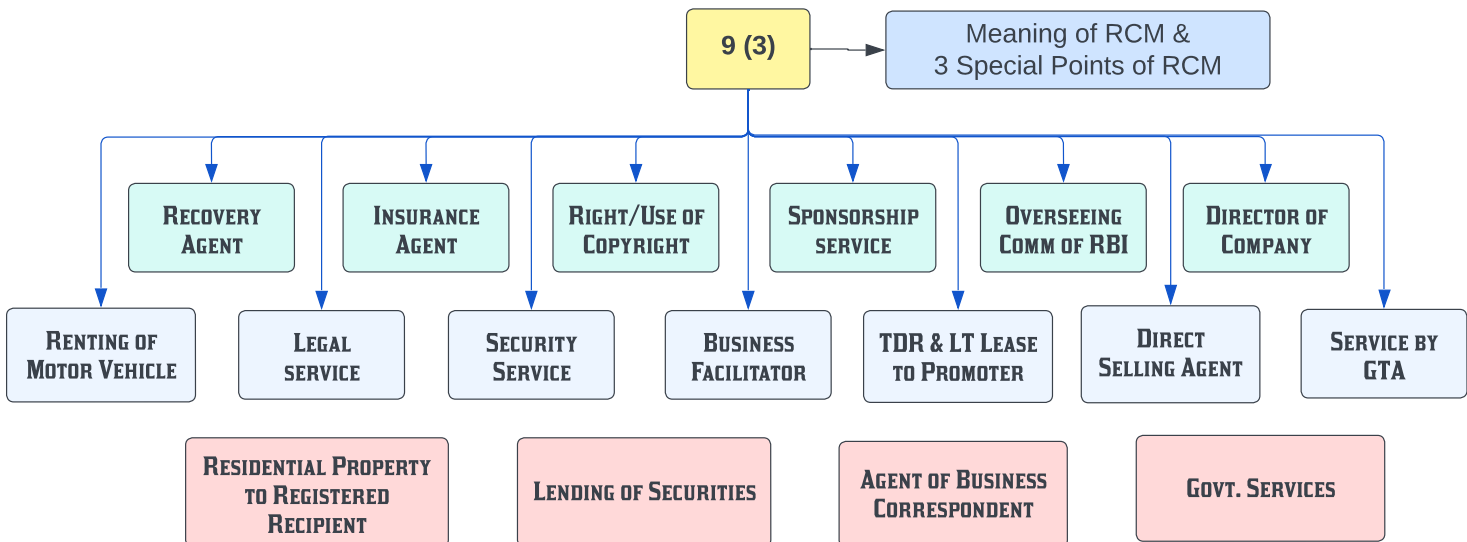 9 (3)
Meaning of RCM &
3 Special Points of RCM
Recovery
Agent
Insurance
Agent
Right/Use of
Copyright
Sponsorship
service
Overseeing
Comm of RBI
Director of
Company
Renting of
Motor Vehicle
Legal
service
Security
Service
Business
Facilitator
TDR & LT Lease
to Promoter
Direct
Selling Agent
Service by
GTA
Residential Property
to Registered
Recipient
Lending of Securities
Agent of Business
Correspondent
Govt. Services